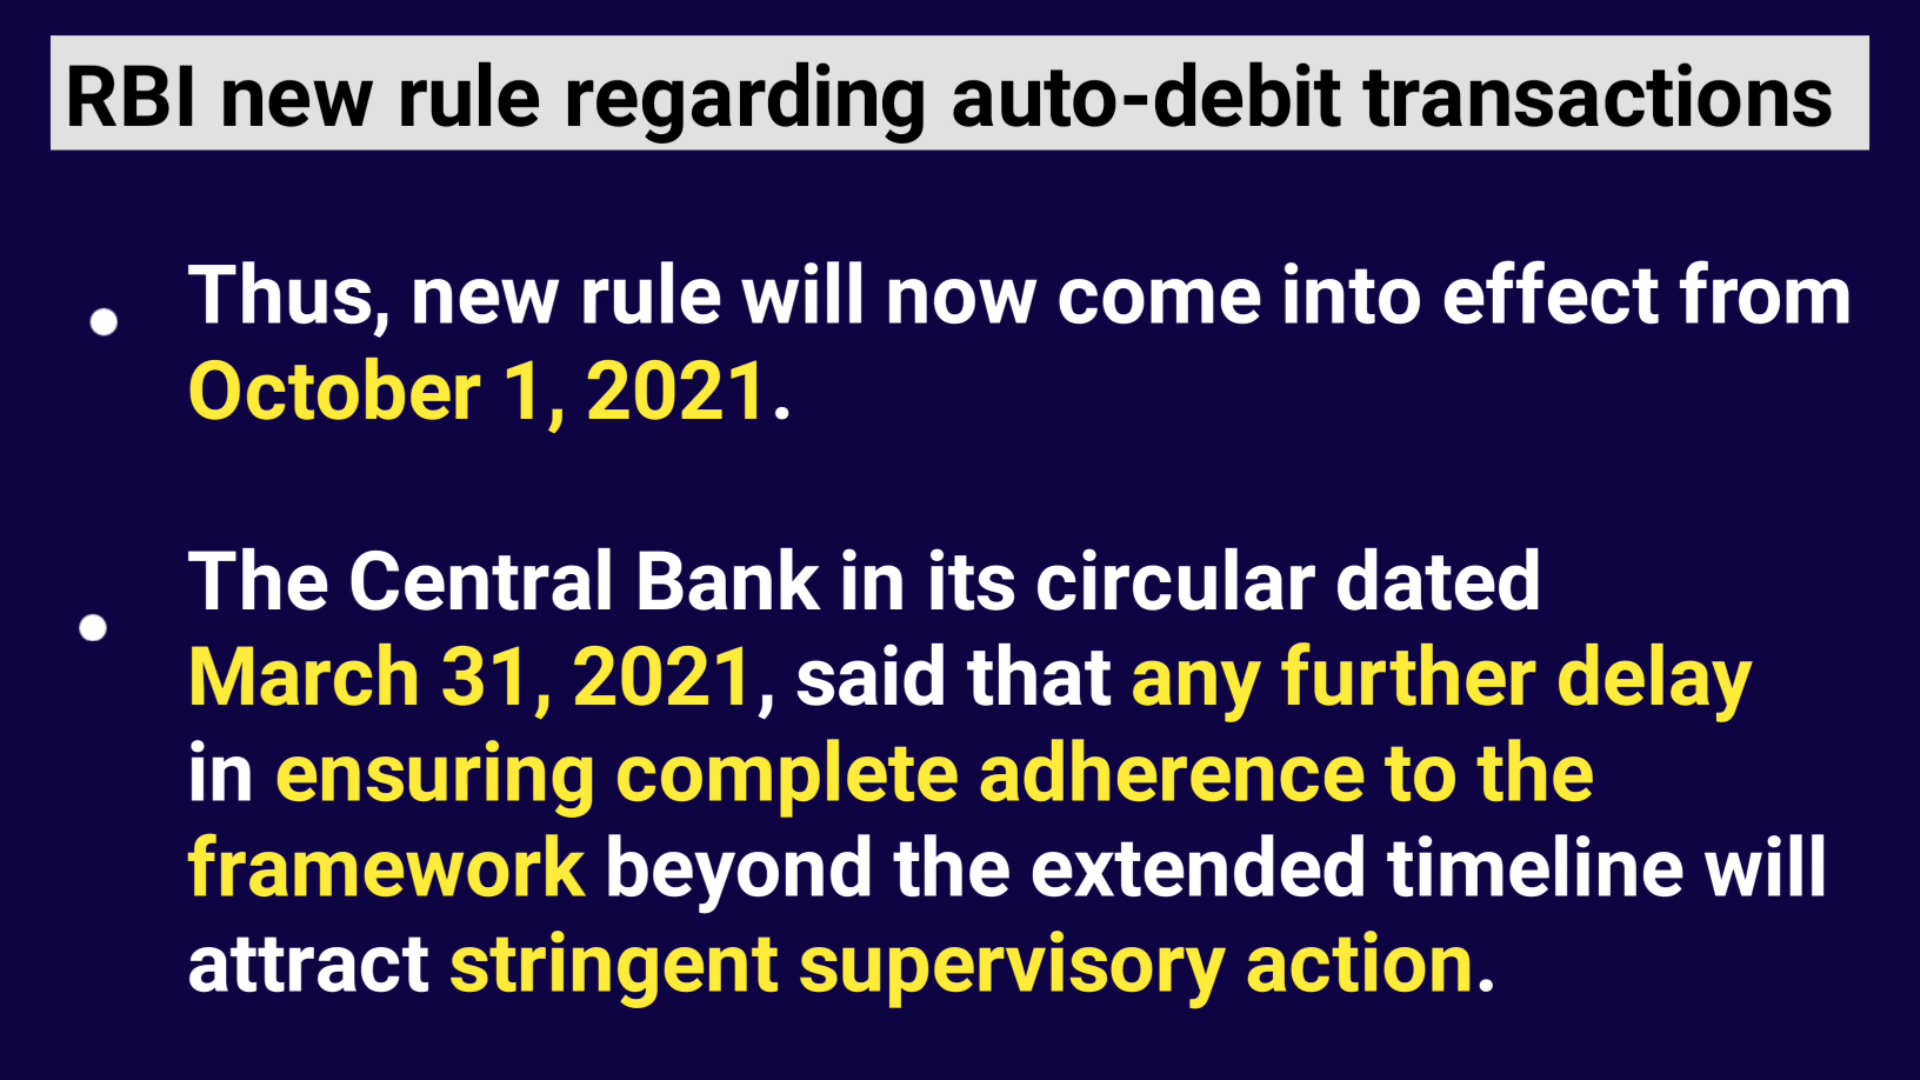 RBI new rule regarding auto-debit transactions
• Thus, new rule will now come into effect from
October 1, 2021.
• The Central Bank in its circular dated
March 31, 2021, said that any further delay
in ensuring complete adherence to the
framework beyond the extended timeline will
attract stringent supervisory action.